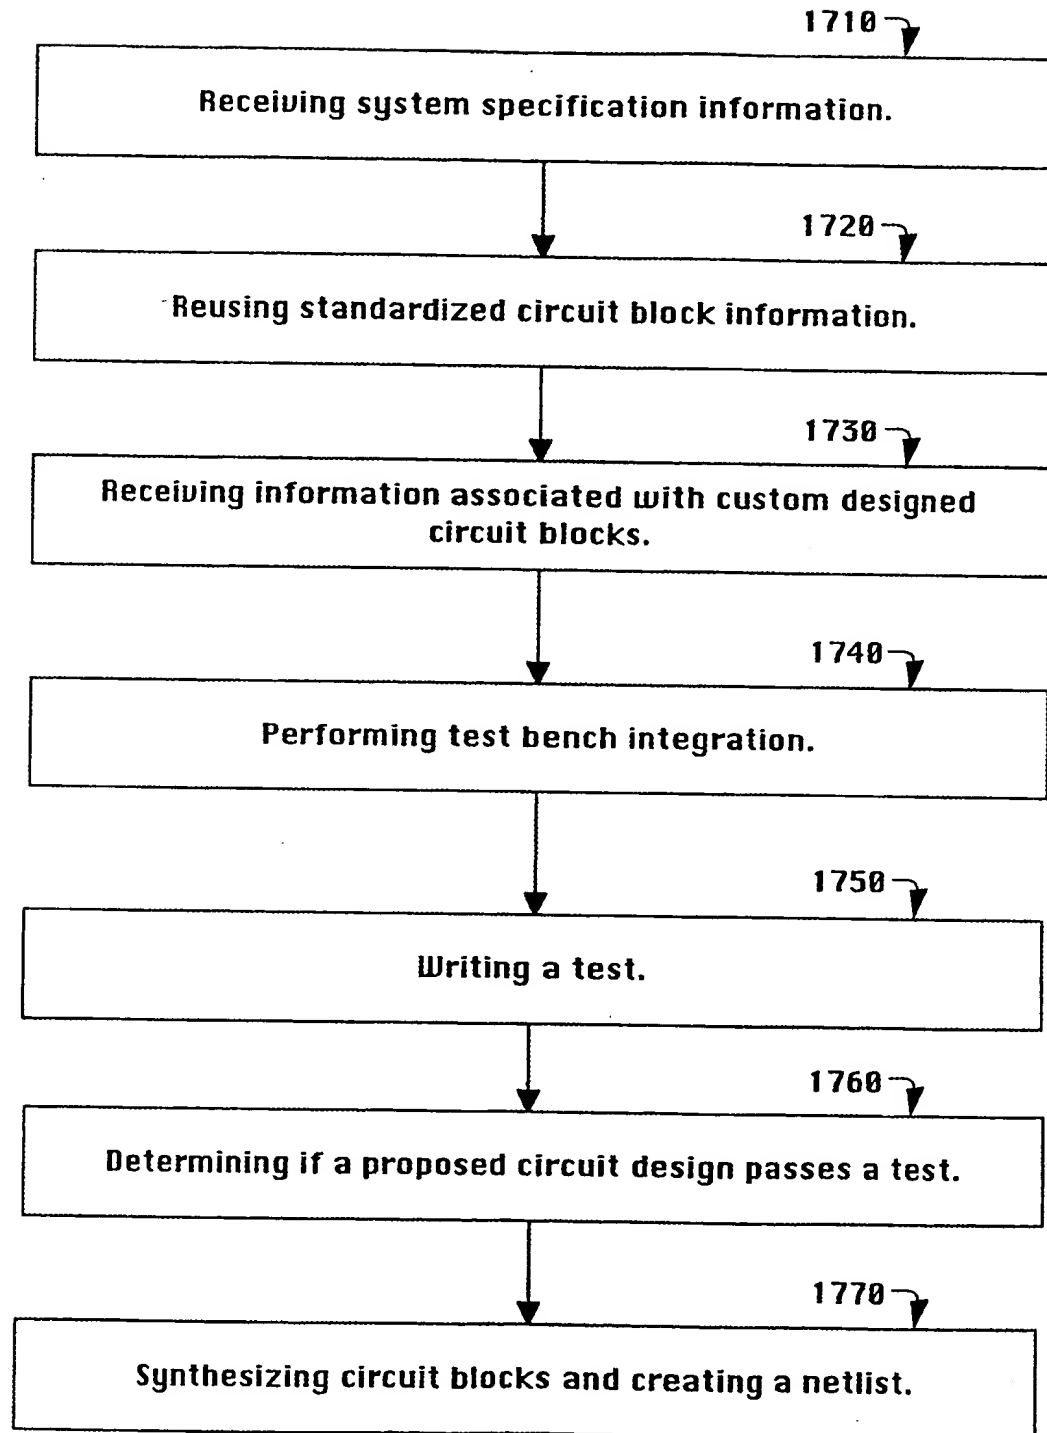 1710
Receiving system specification information.
1720
Reusing standardized circuit block information.
1730
Receiving information associated with custom designed
circuit blocks.
1740
Performing test bench integration.
1750
Writing a test.
1760
Determining if a proposed circuit design passes a test.
1770
Synthesizing circuit blocks and creating a netlist.